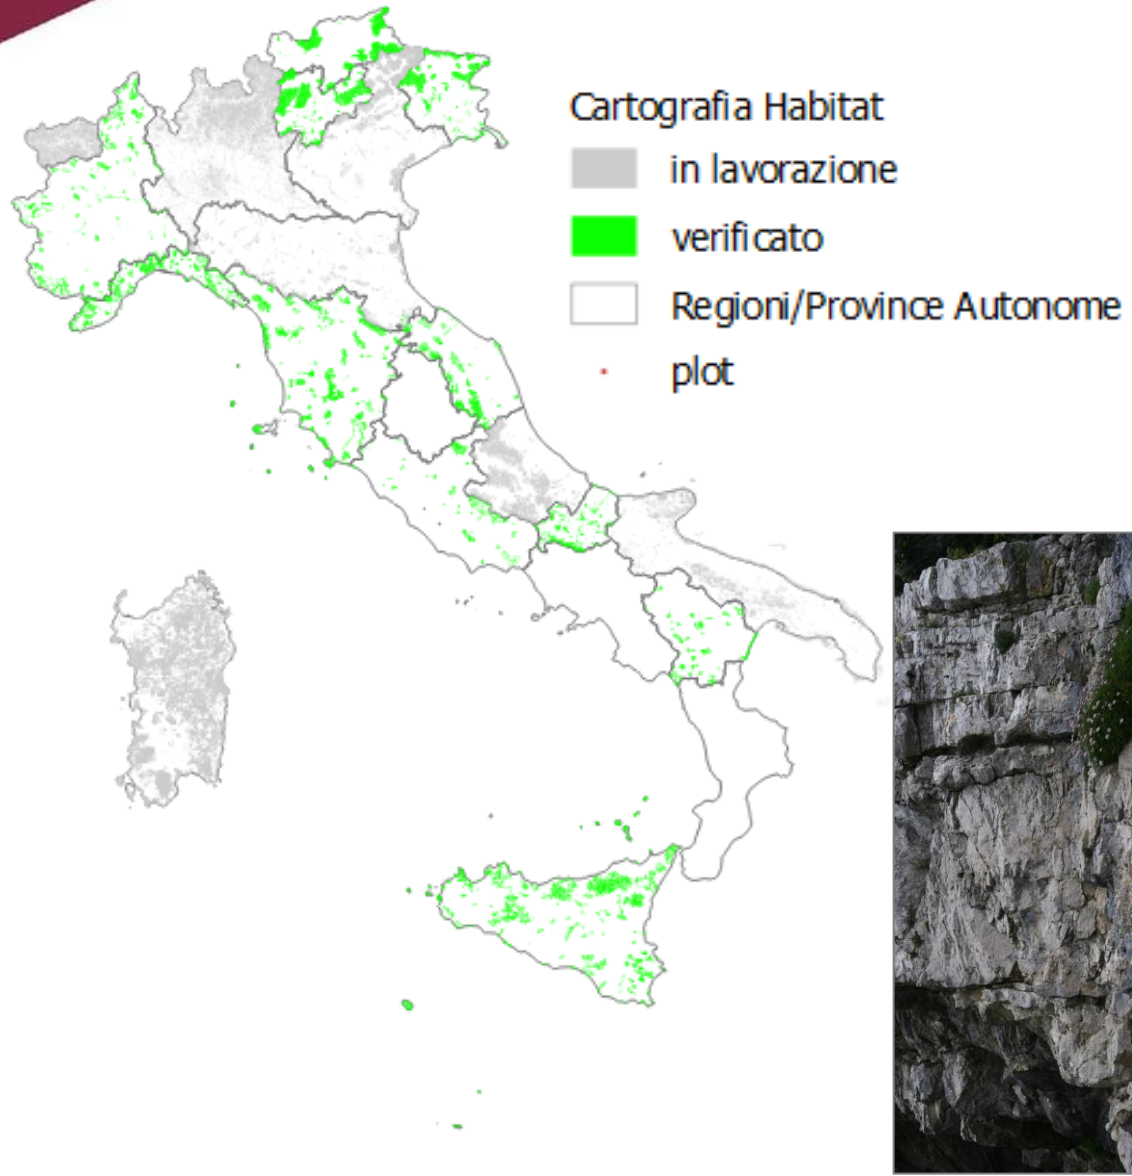 Cartografia Habitat
in lavorazione
verificato
Regioni/Province Autonome
plot